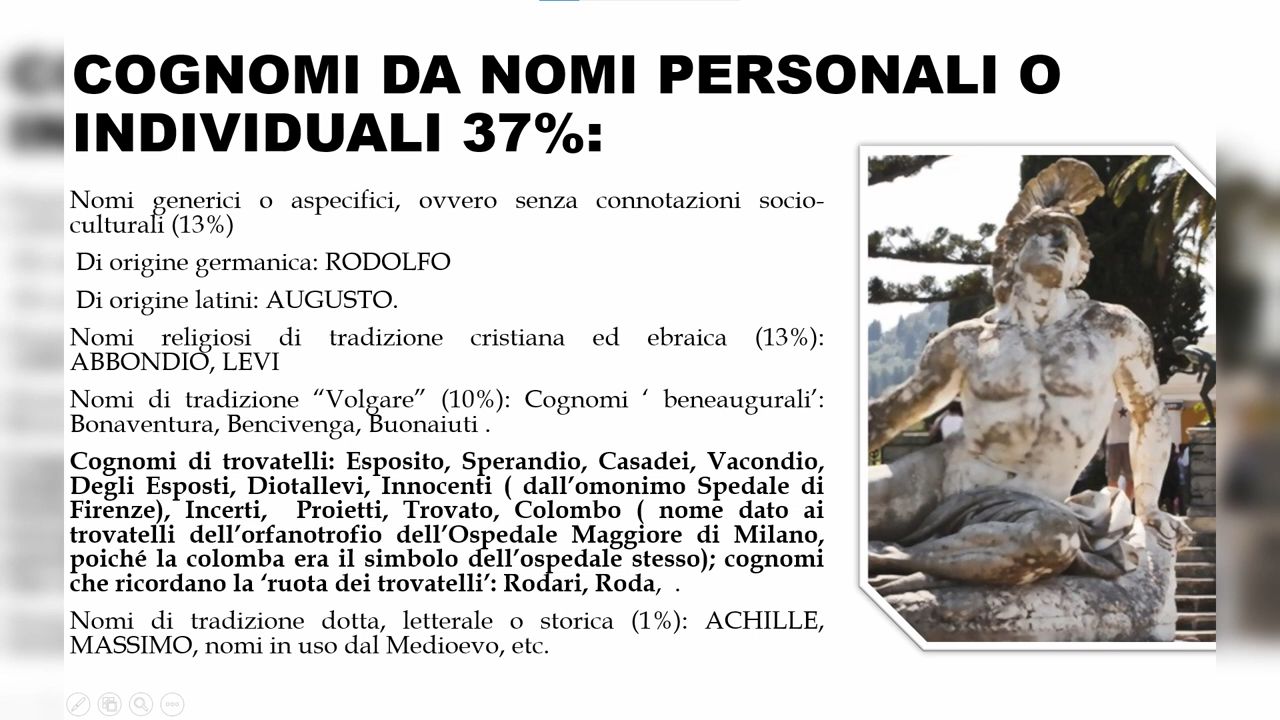 COGNOMI DA NOMI PERSONALI O
INDIVIDUALI 37%:
Nomi generici o aspecifici, ovvero senza connotazioni socio-
culturali (13%)
Di origine germanica: RODOLFO
Di origine latini: AUGUSTO.
Nomi religiosi di tradizione cristiana ed ebraica (13%):
ABBONDIO, LEVI
Nomi di tradizione “Volgare” (10%): Cognomi ‘ beneaugurali’:
Bonaventura, Bencivenga, Buonaiuti .
Cognomi di trovatelli: Esposito, Sperandio, Casadei, Vacondio,
Degli Esposti, Diotallevi, Innocenti ( dall’omonimo Spedale di
Firenze), Incerti, Proietti, Trovato, Colombo ( nome dato ai
trovatelli dell’orfanotrofio dell’Ospedale Maggiore di Milano,
poiché la colomba era il simbolo dell’ospedale stesso); cognomi
che ricordano la ‘ruota dei trovatelli’: Rodari, Roda, .
Nomi di tradizione dotta, letterale o storica (1%): ACHILLE,
MASSIMO, nomi in uso dal Medioevo, etc.